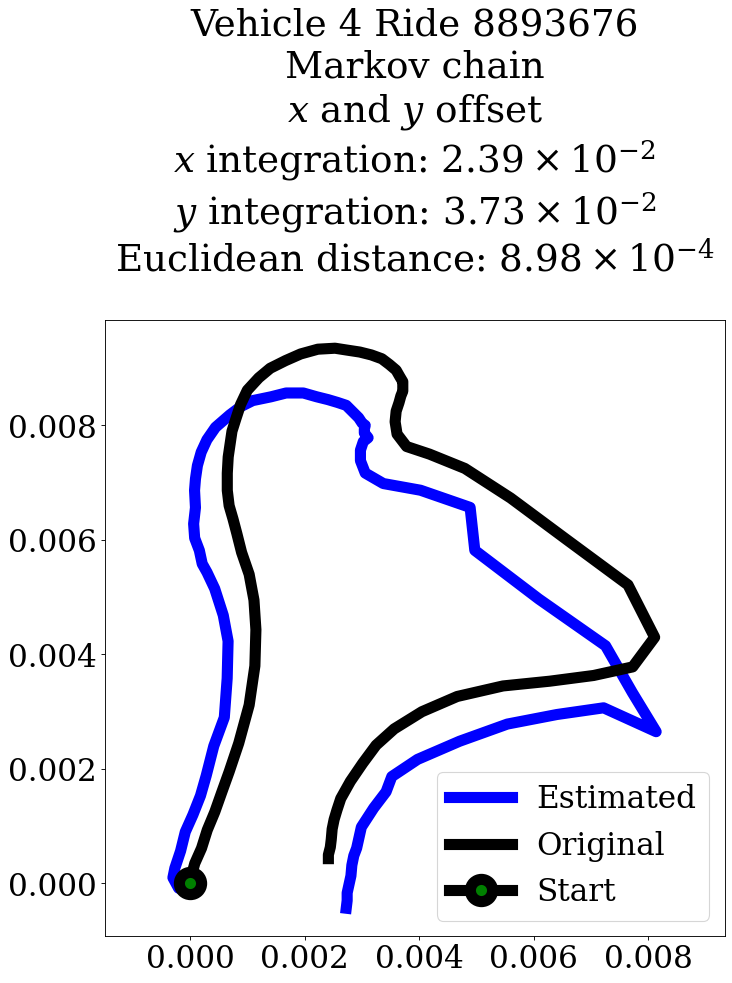 Vehicle 4 Ride 8893676
Markov chain
x and y offset
x integration: 2.39 × 10⁻²
y integration: 3.73 × 10⁻²
Euclidean distance: 8.98 × 10⁻⁴
0.008
0.006
0.004
0.002
0.000
Estimated
Original
Start
0.000 0.002 0.004 0.006 0.008